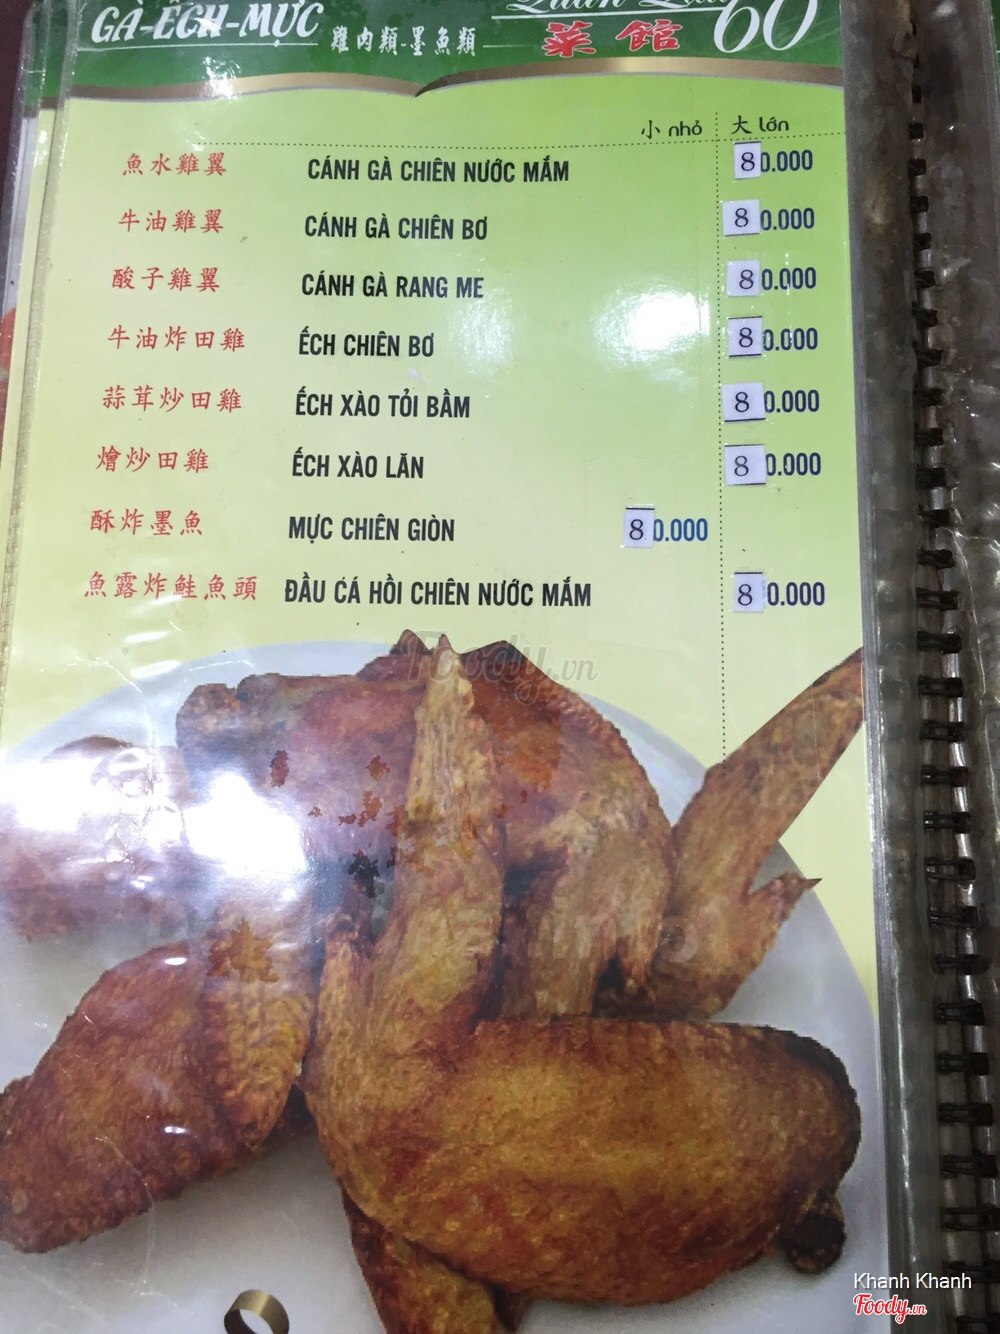 GÀ-ẾCH-MỰC 雞肉類-墨魚類 菜館 60
小 nhỏ 大 lớn
魚水雞翼 CÁNH GÀ CHIÊN NƯỚC MẮM 80.000
牛油雞翼 CÁNH GÀ CHIÊN BƠ 80.000
酸子雞翼 CÁNH GÀ RANG ME 80.000
牛油炸田雞 ẾCH CHIÊN BƠ 80.000
蒜茸炒田雞 ẾCH XÀO TỎI BẰM 80.000
燴炒田雞 ẾCH XÀO LĂN 80.000
酥炸墨魚 MỰC CHIÊN GIÒN 80.000
魚露炸鮭魚頭 ĐẦU CÁ HỒI CHIÊN NƯỚC MẮM 80.000
Foody.vn
Khanh Khanh
Foody.vn